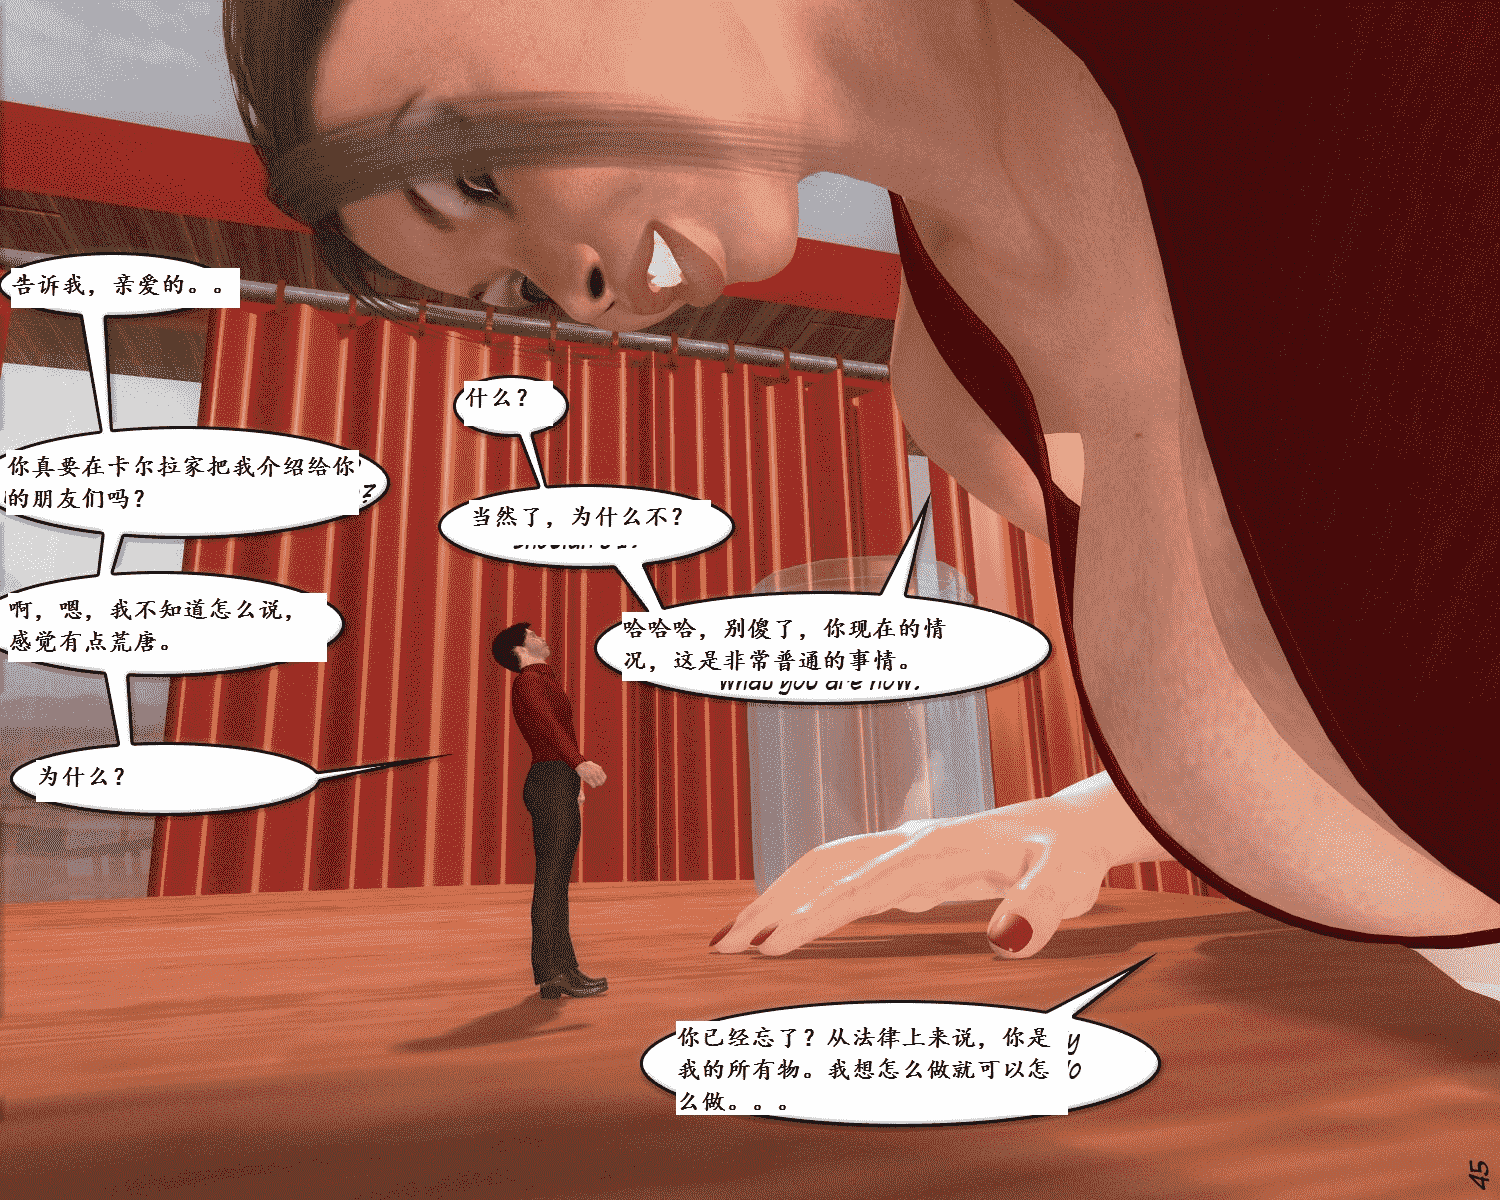 告诉我，亲爱的。。
你真要在卡尔拉家把我介绍给你
的朋友们吗？
啊，嗯，我不知道怎么说，
感觉有点荒唐。
为什么？
什么？
当然了，为什么不？
哈哈哈，别傻了，你现在的情
况，这是非常普通的事情。
what you are now.
你已经忘了？从法律上来说，你是
我的所有物。我想怎么做就可以怎
么做。。。
45